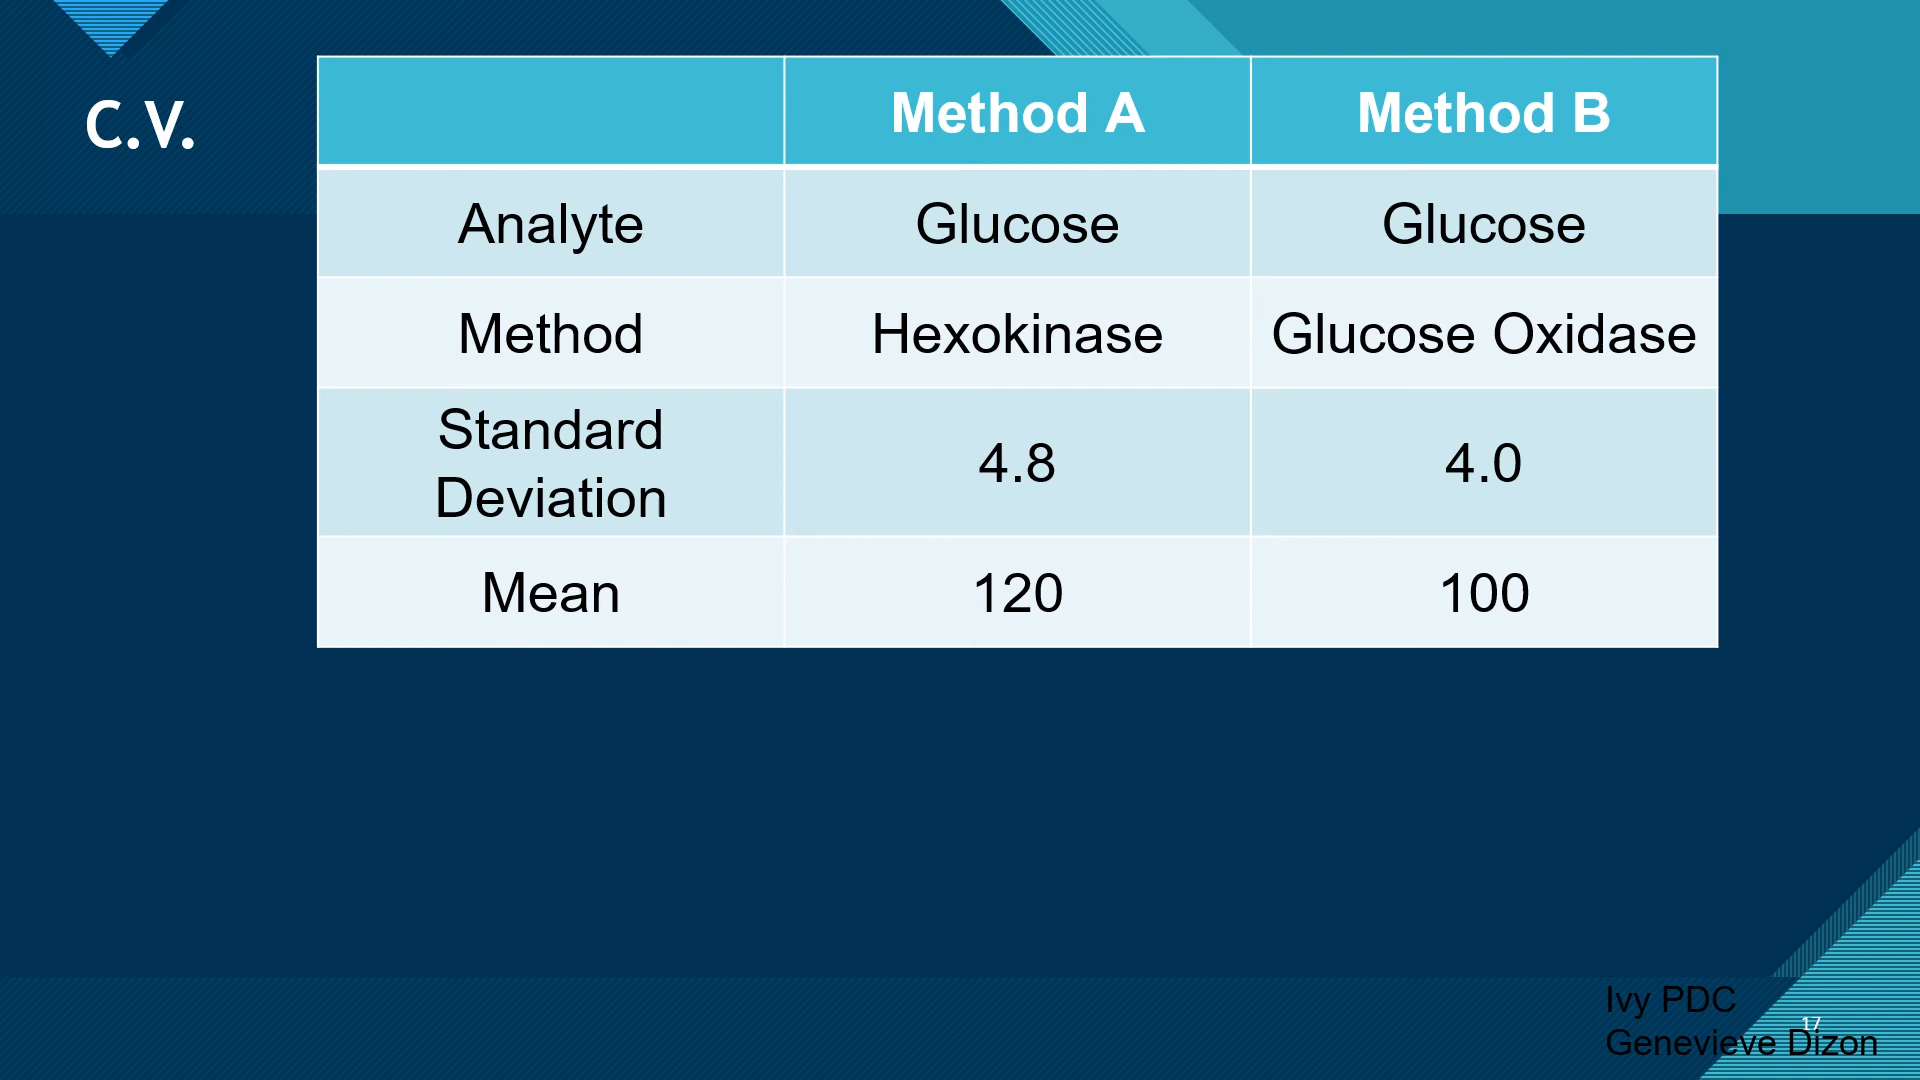 C.V.
Method A Method B
Analyte Glucose Glucose
Method Hexokinase Glucose Oxidase
Standard
Deviation 4.8 4.0
Mean 120 100
Ivy PDC
17
Genevieve Dizon